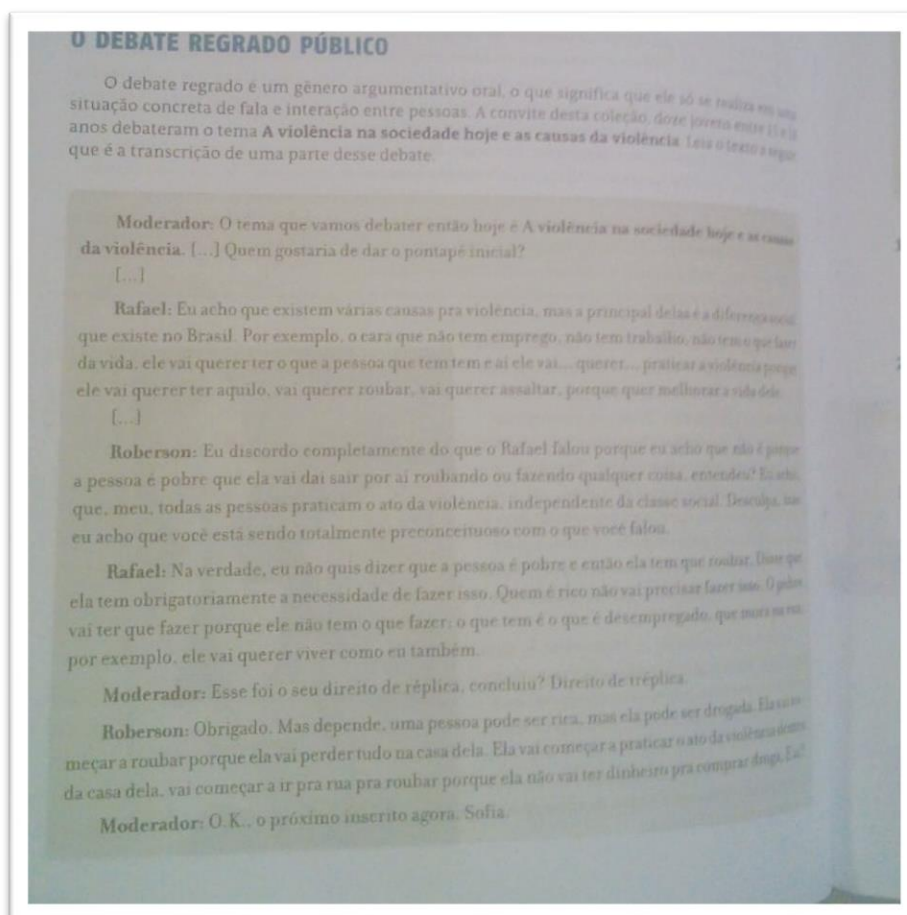 O DEBATE REGRADO PÚBLICO
O debate regrado é um gênero argumentativo oral, o que significa que ele só se realiza em uma
situação concreta de fala e interação entre pessoas. A convite desta coleção, doze jovens entre 11 e
anos debateram o tema A violência na sociedade hoje e as causas da violência. Leia o texto a seguir
que é a transcrição de uma parte desse debate.
Moderador: O tema que vamos debater então hoje é A violência na sociedade hoje e as causas
da violência. [...] Quem gostaria de dar o pontapé inicial?
[...]
Rafael: Eu acho que existem várias causas pra violência, mas a principal delas é a diferença social
que existe no Brasil. Por exemplo, o cara que não tem emprego, não tem trabalho, não tem o que fazer
da vida, ele vai querer ter o que a pessoa que tem tem e aí ele vai... querer... praticar a violência porque
ele vai querer ter aquilo, vai querer roubar, vai querer assaltar, porque quer melhorar a vida dele.
[...]
Roberson: Eu discordo completamente do que o Rafael falou porque eu acho que não é porque
a pessoa é pobre que ela vai daí sair por aí roubando ou fazendo qualquer coisa, entendeu? Eu acho,
que, meu, todas as pessoas praticam o ato da violência, independente da classe social. Desculpa, mas
eu acho que você está sendo totalmente preconceituoso com o que você falou.
Rafael: Na verdade, eu não quis dizer que a pessoa é pobre e então ela tem que roubar. Disse que
ela tem obrigatoriamente a necessidade de fazer isso. Quem é rico não vai precisar fazer isso. O pobre
vai ter que fazer porque ele não tem o que fazer: o que tem é o que é desempregado, que mora na rua,
por exemplo, ele vai querer viver como eu também.
Moderador: Esse foi o seu direito de réplica, concluiu? Direito de tréplica.
Roberson: Obrigado. Mas depende, uma pessoa pode ser rica, mas ela pode ser drogada. Ela vai co-
meçar a roubar porque ela vai perder tudo na casa dela. Ela vai começar a praticar o ato da violência dentro
da casa dela, vai começar a ir pra rua pra roubar porque ela não vai ter dinheiro pra comprar droga.
Moderador: O.K., o próximo inscrito agora. Sofia.